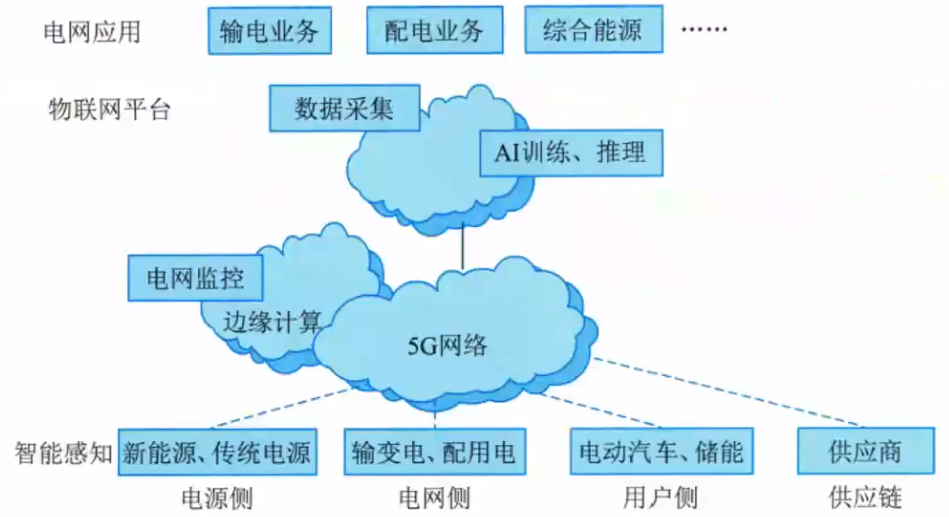 电网应用 输电业务 配电业务 综合能源 ……
物联网平台 数据采集
AI训练、推理
电网监控
边缘计算
5G网络
智能感知 新能源、传统电源 输变电、配用电 电动汽车、储能 供应商
电源侧 电网侧 用户侧 供应链